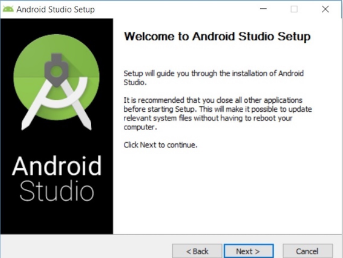 Android Studio Setup
Welcome to Android Studio Setup
Setup will guide you through the installation of Android
Studio.
It is recommended that you close all other applications
before starting Setup. This will make it possible to update
relevant system files without having to reboot your
computer.
Click Next to continue.
Android
Studio
< Back
Next >
Cancel